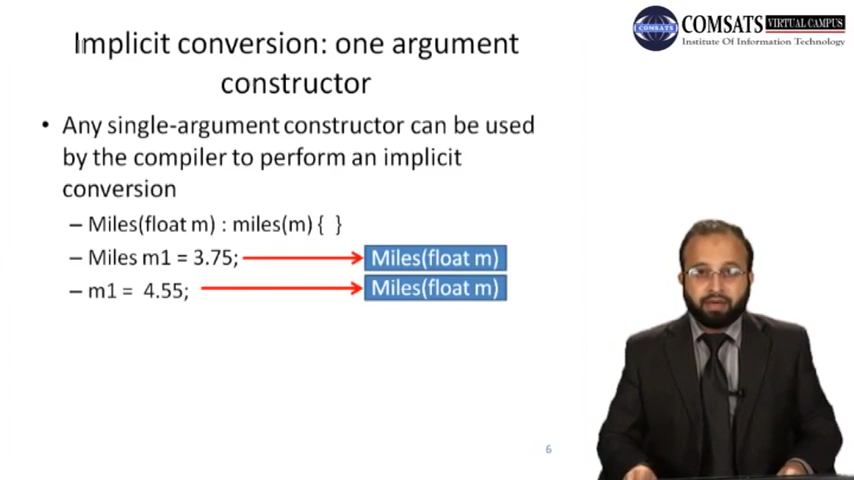 Implicit conversion: one argument
constructor
COMSATS VIRTUAL CAMPUS
Institute Of Information Technology
COMSATS
• Any single-argument constructor can be used
by the compiler to perform an implicit
conversion
– Miles(float m) : miles(m) { }
– Miles m1 = 3.75; Miles(float m)
– m1 = 4.55; Miles(float m)
6